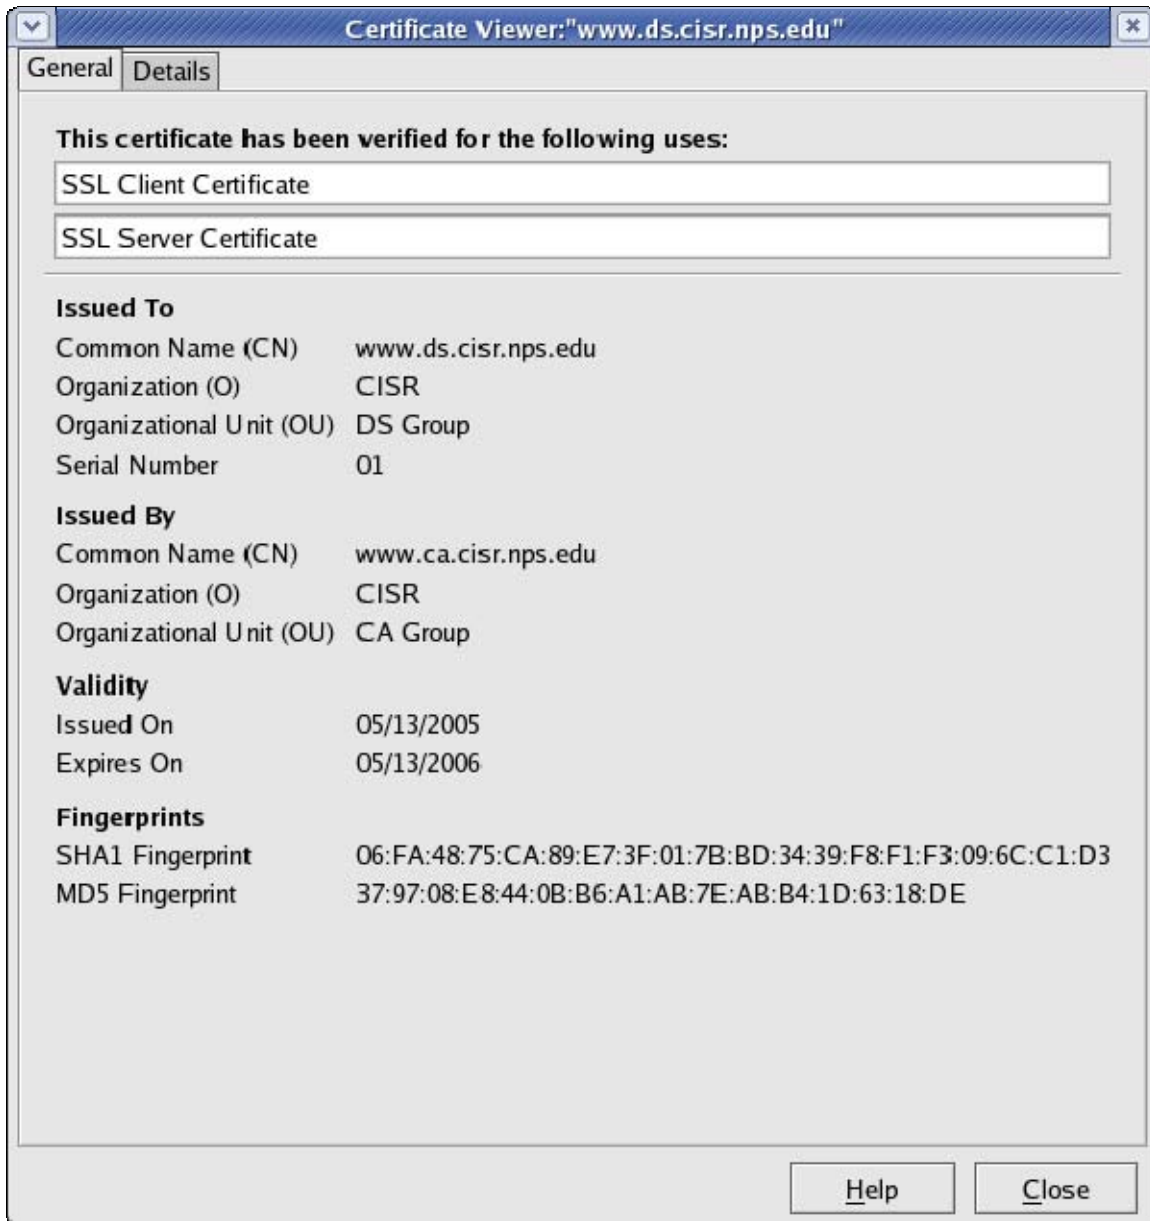 Certificate Viewer:"www.ds.cisr.nps.edu"
General Details
This certificate has been verified for the following uses:
SSL Client Certificate
SSL Server Certificate
Issued To
Common Name (CN) www.ds.cisr.nps.edu
Organization (O) CISR
Organizational Unit (OU) DS Group
Serial Number 01
Issued By
Common Name (CN) www.ca.cisr.nps.edu
Organization (O) CISR
Organizational Unit (OU) CA Group
Validity
Issued On 05/13/2005
Expires On 05/13/2006
Fingerprints
SHA1 Fingerprint 06:FA:48:75:CA:89:E7:3F:01:7B:BD:34:39:F8:F1:F3:09:6C:C1:D3
MD5 Fingerprint 37:97:08:E8:44:0B:B6:A1:AB:7E:AB:B4:1D:63:18:DE
Help Close